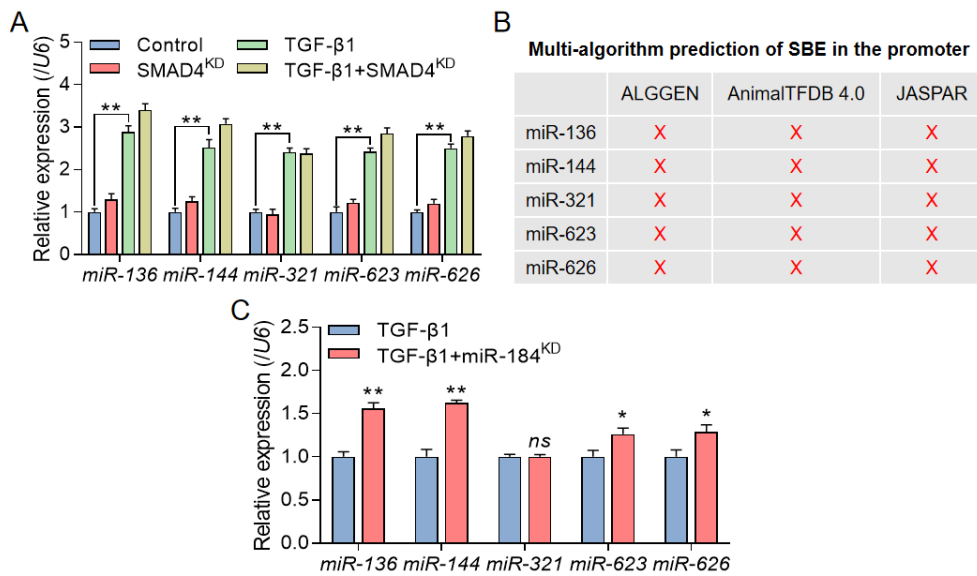 A
Relative expression (/U6)
5
4
3
2
1
0
Control
SMAD4KD
TGF-β1
TGF-β1+SMAD4KD
**
**
**
**
**
miR-136
miR-144
miR-321
miR-623
miR-626
B
Multi-algorithm prediction of SBE in the promoter
ALGGEN AnimalTFDB 4.0 JASPAR
miR-136 X X X
miR-144 X X X
miR-321 X X X
miR-623 X X X
miR-626 X X X
C
Relative expression (/U6)
2.5
2.0
1.5
1.0
0.5
0.0
TGF-β1
TGF-β1+miR-184KD
**
**
ns
*
*
miR-136
miR-144
miR-321
miR-623
miR-626